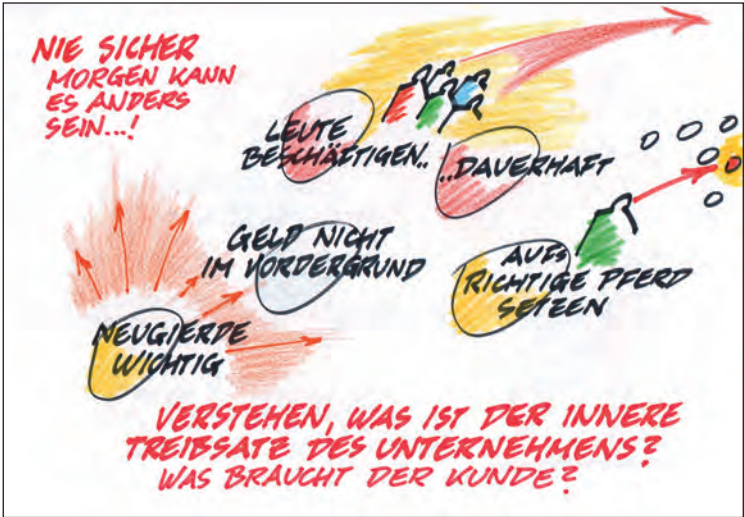 NIE SICHER
MORGEN KANN
ES ANDERS
SEIN...!
LEUTE
BESCHÄFTIGEN..
..DAUERHAFT
GELD NICHT
IM VORDERGRUND
AUFS
RICHTIGE PFERD
SETZEN
NEUGIERDE
WICHTIG
VERSTEHEN, WAS IST DER INNERE
TREIBSATZ DES UNTERNEHMENS?
WAS BRAUCHT DER KUNDE?